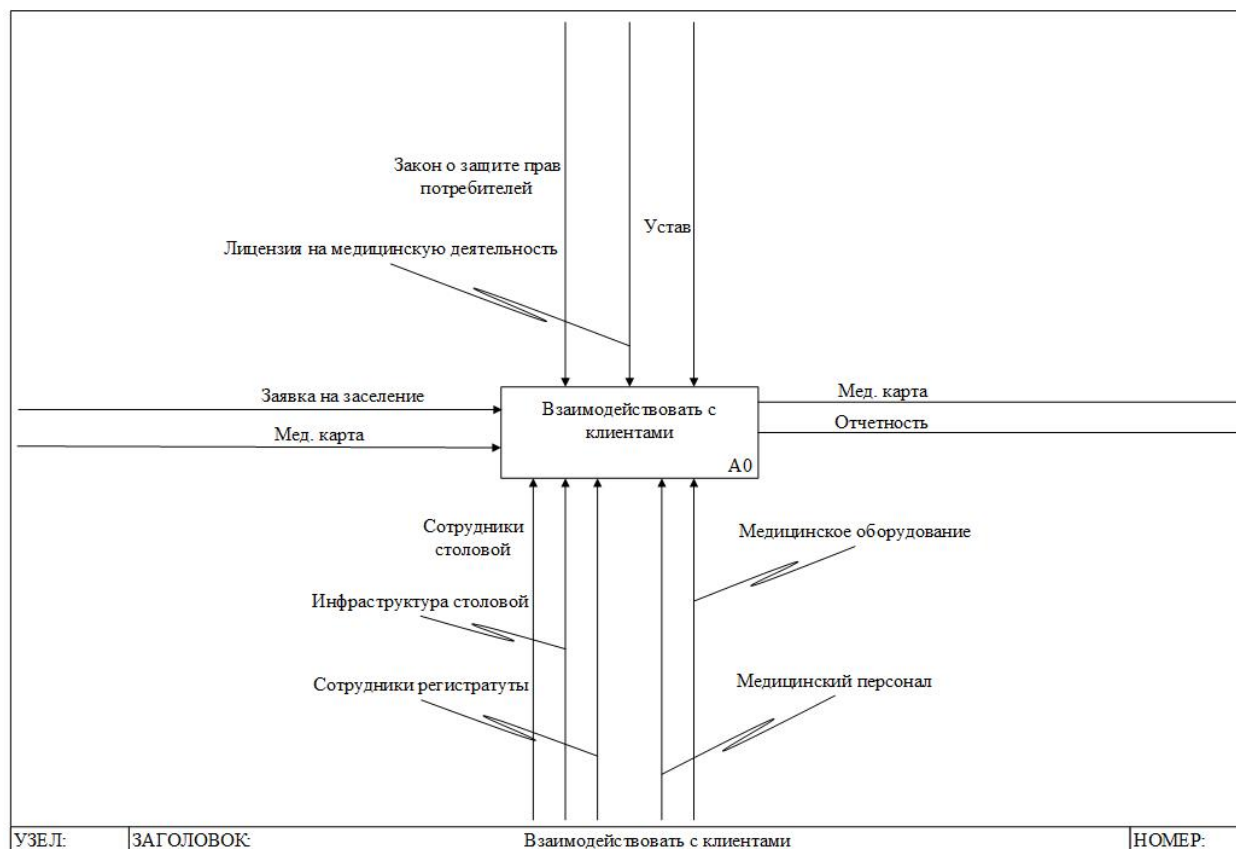 Закон о защите прав
потребителей
Устав
Лицензия на медицинскую деятельность
Заявка на заселение
Мед. карта
Взаимодействовать с
клиентами
А0
Мед. карта
Отчетность
Сотрудники
столовой
Медицинское оборудование
Инфраструктура столовой
Сотрудники регистратуты
Медицинский персонал
УЗЕЛ:
ЗАГОЛОВОК:
Взаимодействовать с клиентами
НОМЕР: